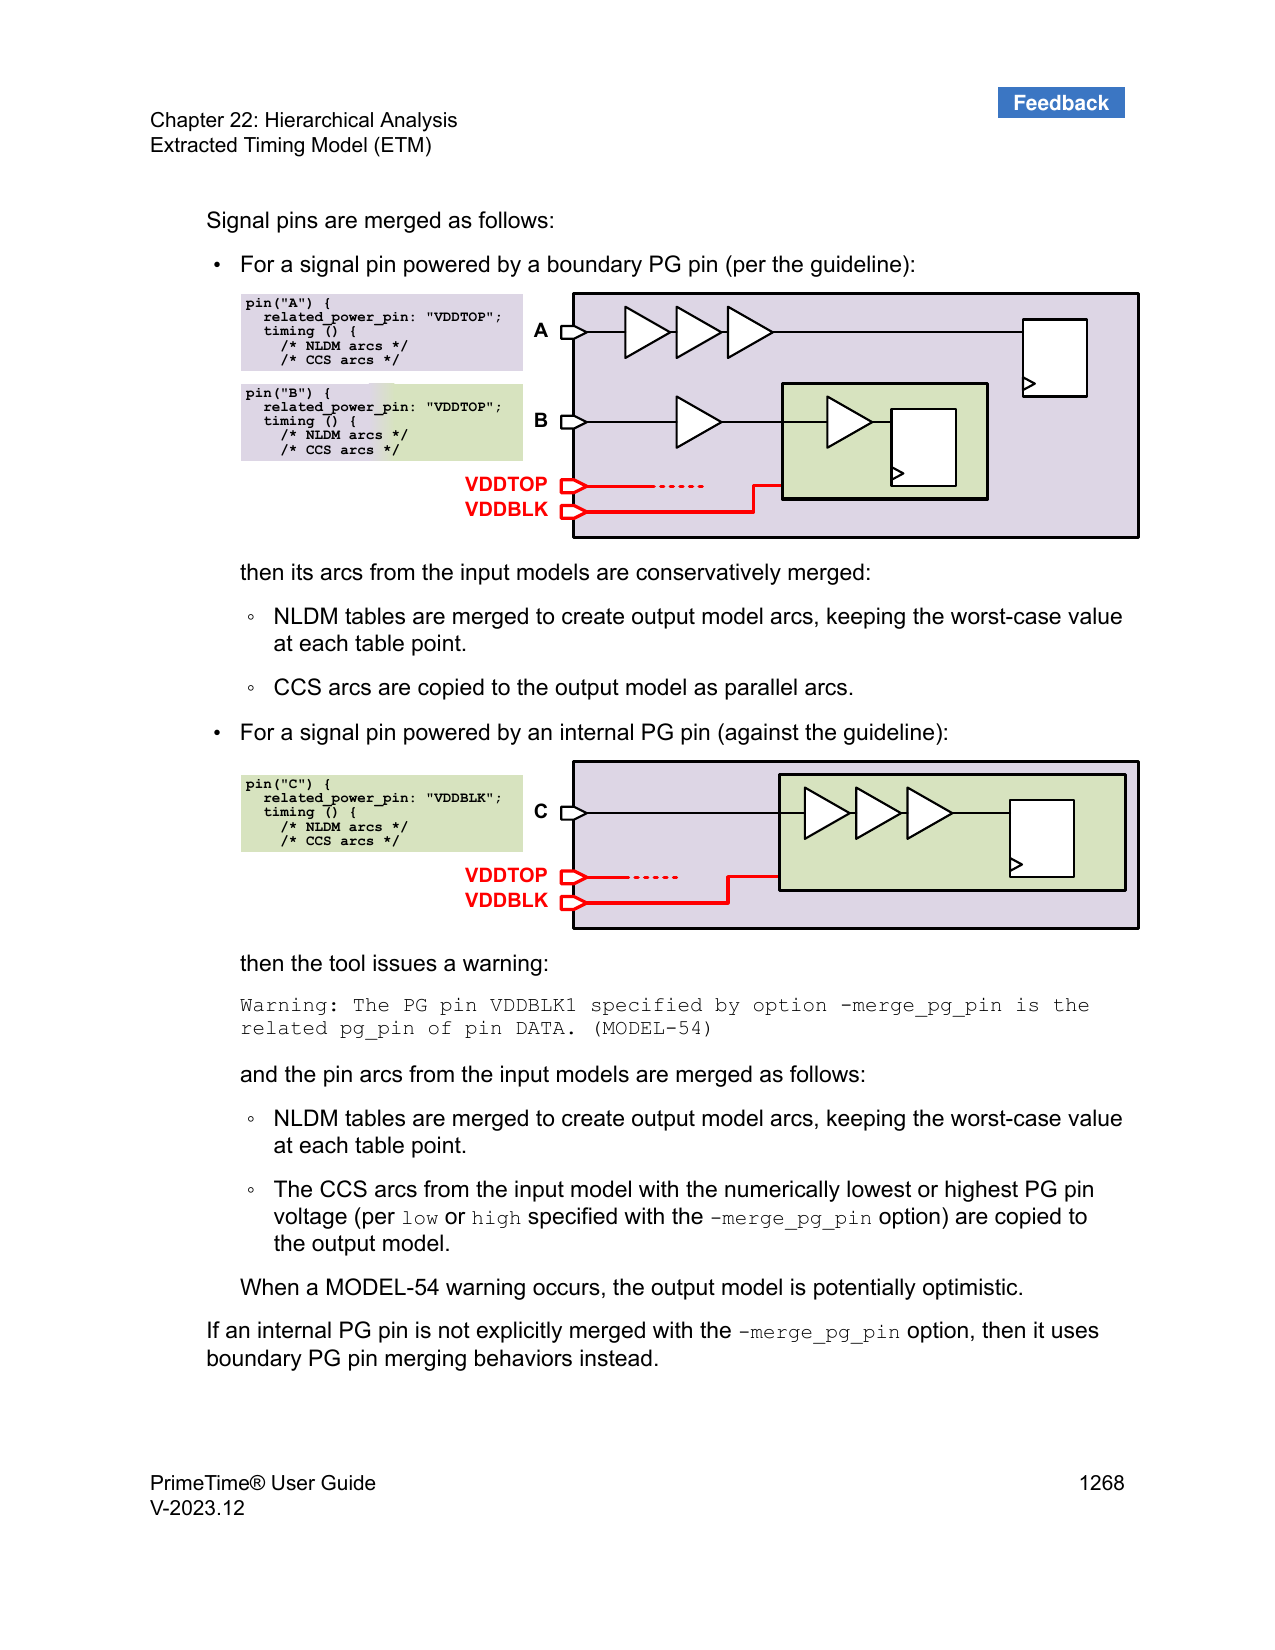 Feedback
Chapter 22: Hierarchical Analysis
Extracted Timing Model (ETM)
Signal pins are merged as follows:
• For a signal pin powered by a boundary PG pin (per the guideline):
pin("A") {
related_power_pin: "VDDTOP";
timing () {
/* NLDM arcs */
/* CCS arcs */
A
pin("B") {
related_power_pin: "VDDTOP";
timing () {
/* NLDM arcs */
/* CCS arcs */
B
VDDTOP
VDDBLK
then its arcs from the input models are conservatively merged:
◦ NLDM tables are merged to create output model arcs, keeping the worst-case value
at each table point.
◦ CCS arcs are copied to the output model as parallel arcs.
• For a signal pin powered by an internal PG pin (against the guideline):
pin("C") {
related_power_pin: "VDDBLK";
timing () {
/* NLDM arcs */
/* CCS arcs */
C
VDDTOP
VDDBLK
then the tool issues a warning:
Warning: The PG pin VDDBLK1 specified by option -merge_pg_pin is the
related pg_pin of pin DATA. (MODEL-54)
and the pin arcs from the input models are merged as follows:
◦ NLDM tables are merged to create output model arcs, keeping the worst-case value
at each table point.
◦ The CCS arcs from the input model with the numerically lowest or highest PG pin
voltage (per low or high specified with the -merge_pg_pin option) are copied to
the output model.
When a MODEL-54 warning occurs, the output model is potentially optimistic.
If an internal PG pin is not explicitly merged with the -merge_pg_pin option, then it uses
boundary PG pin merging behaviors instead.
PrimeTime® User Guide
1268
V-2023.12